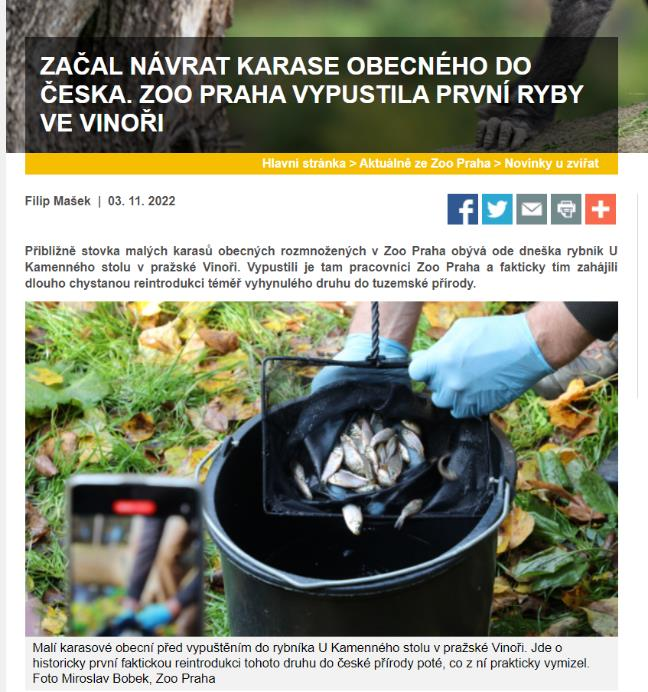 ZAČAL NÁVRAT KARASE OBECNÉHO DO
ČESKA. ZOO PRAHA VYPUSTILA PRVNÍ RYBY
VE VINOŘI
Hlavní stránka > Aktuálně ze Zoo Praha > Novinky u zvířat
Filip Mašek | 03. 11. 2022
Přibližně stovka malých karasů obecných rozmnožených v Zoo Praha obývá ode dneška rybník U
Kamenného stolu v pražské Vinoři. Vypustili je tam pracovníci Zoo Praha a fakticky tím zahájili
dlouho chystanou reintrodukci téměř vyhynulého druhu do tuzemské přírody.
Malí karasové obecní před vypuštěním do rybníka U Kamenného stolu v pražské Vinoři. Jde o
historicky první faktickou reintrodukci tohoto druhu do české přírody poté, co z ní prakticky vymizel.
Foto Miroslav Bobek, Zoo Praha